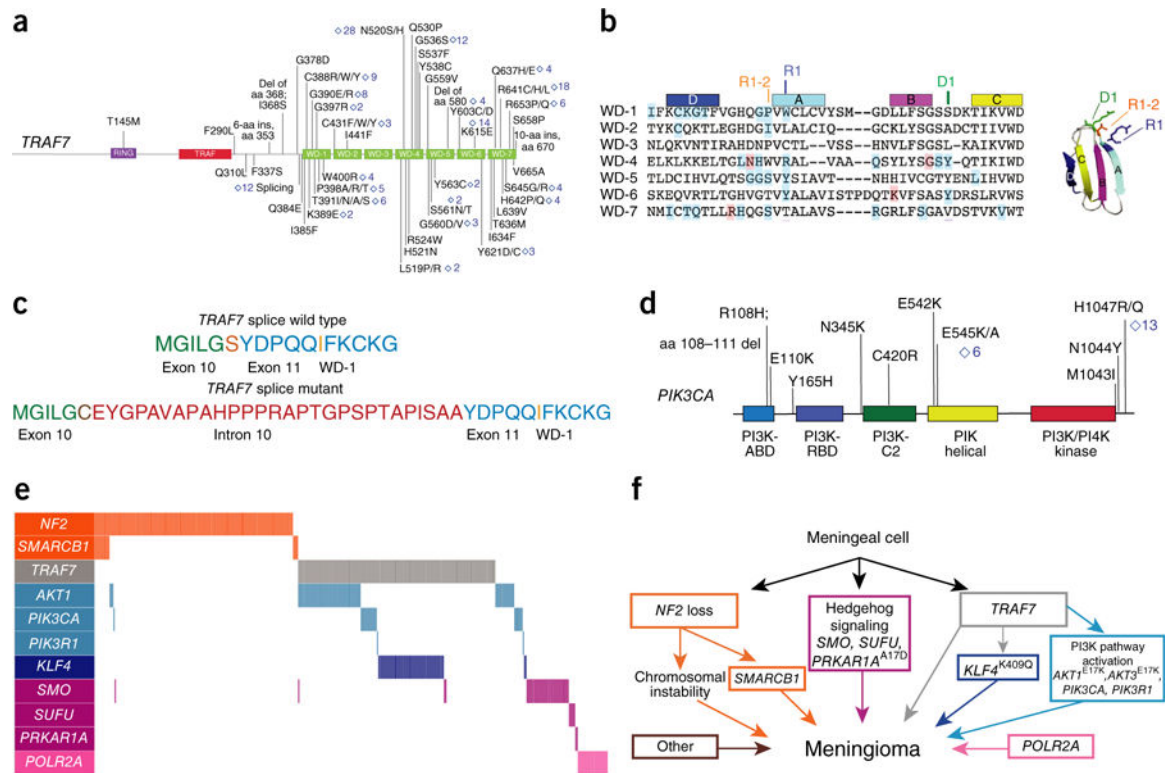 a
TRAF7
T145M
RING
TRAF
F290L
Q310L
6-aa ins,
aa 353
F337S
Del of
aa 368;
I368S
◇12 Splicing
Q384E
I385F
G378D
C388R/W/Y ◇9
G390E/R ◇8
G397R ◇2
C431F/W/Y ◇3
I441F
W400R ◇4
P398A/R/T ◇5
T391I/N/A/S ◇6
K389E ◇2
WD-1 WD-2 WD-3 WD-4 WD-5 WD-6 WD-7
◇28 N520S/H
Q530P
G536S ◇12
S537F
Y538C
G559V
Del of
aa 580 ◇4
Y603C/D
◇14
K615E
Q637H/E ◇4
R641C/H/L ◇18
R653P/Q ◇6
S658P
10-aa ins,
aa 670
V665A
Y563C ◇2
◇2
S561N/T
G560D/V ◇3
R524W
H521N
L519P/R ◇2
S645G/R ◇4
H642P/Q ◇4
L639V
T636M
I634F
Y621D/C ◇3
b
R1-2 R1 D1
D A B C
WD-1 IFKCKGTFVGHQGPVWCLCVYSM---GDLLFSGSSDKTIKVWD
WD-2 TYKCQKTLEGHDGIVLALCIQ----GCKLYSGSADCTIIVWD
WD-3 NLQKVNTIRAHDNPVCTLVSS----HNVLFSGSLKAIKVWD
WD-4 ELKLKKELTGLNHWVRALVAA--QSYLYSGSYQTIKIWD
WD-5 TCDIHVLQTSGGSVYSIAVT----NHHIVCGTYENLIHVWD
WD-6 SKEQVRTLTGHVGTVYALAVISTPDQTKVFSASYDRSLRVWS
WD-7 NMICTQTLLRHQGSVTALAVS----RGRLFSGAVDSTVKVWD
D1
R1-2
R1
D C B A
c
TRAF7 splice wild type
MGILGSYDPQQIFKCKG
Exon 10 Exon 11 WD-1
TRAF7 splice mutant
MGILGCEYGPAVAPAHPPPRAPTGPSPTAPISAAYDPQQIFKCKG
Exon 10 Intron 10 Exon 11 WD-1
d
PIK3CA
R108H;
aa 108–111 del
E110K
Y165H
N345K
C420R
E542K
E545K/A
◇6
H1047R/Q
◇13
N1044Y
M1043I
PI3K-
ABD
PI3K-
RBD
PI3K-
C2
PIK
helical
PI3K/PI4K
kinase
e
NF2
SMARCB1
TRAF7
AKT1
PIK3CA
PIK3R1
KLF4
SMO
SUFU
PRKAR1A
POLR2A
f
Meningeal cell
NF2 loss
Chromosomal
instability
SMARCB1
Hedgehog
signaling
SMO, SUFU,
PRKAR1A^A17D
TRAF7
KLF4^K409Q
PI3K pathway
activation
AKT1^E17K, AKT3^E17K,
PIK3CA, PIK3R1
Other
Meningioma
POLR2A